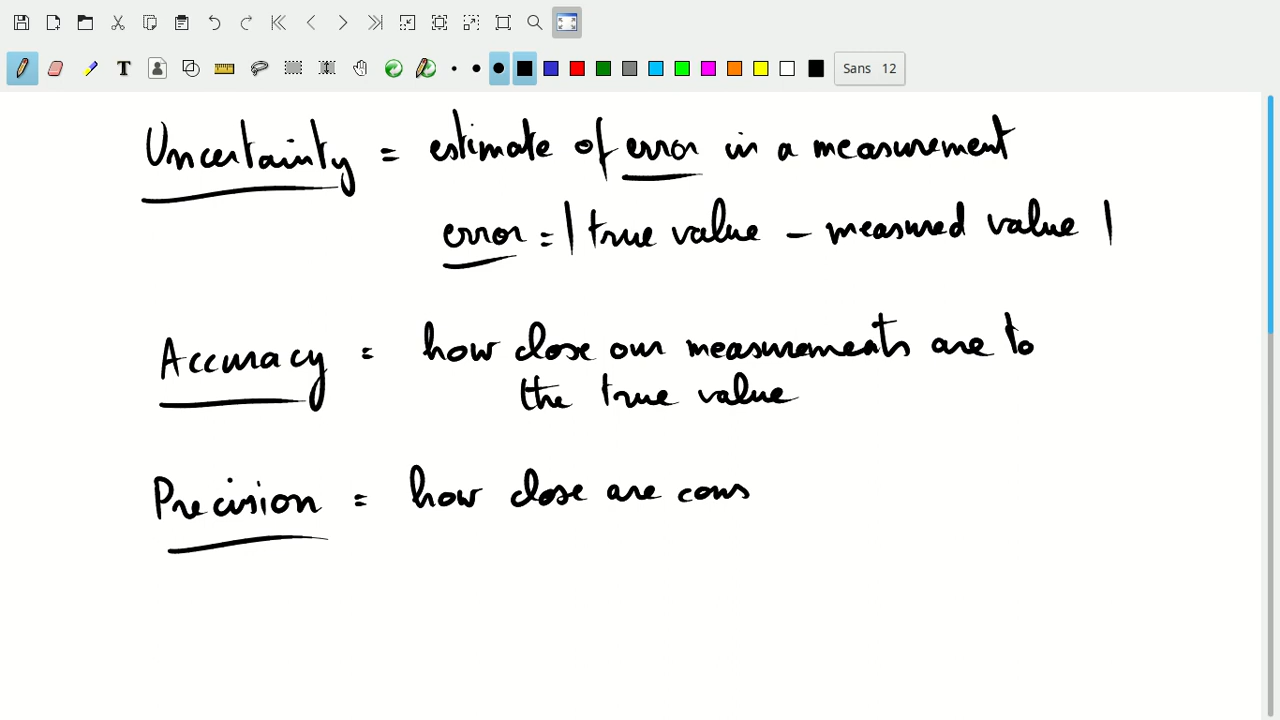 Sans 12
Uncertainty = estimate of error in a measurement
error = | true value - measured value |
Accuracy = how close our measurements are to
the true value
Precision = how close are cons